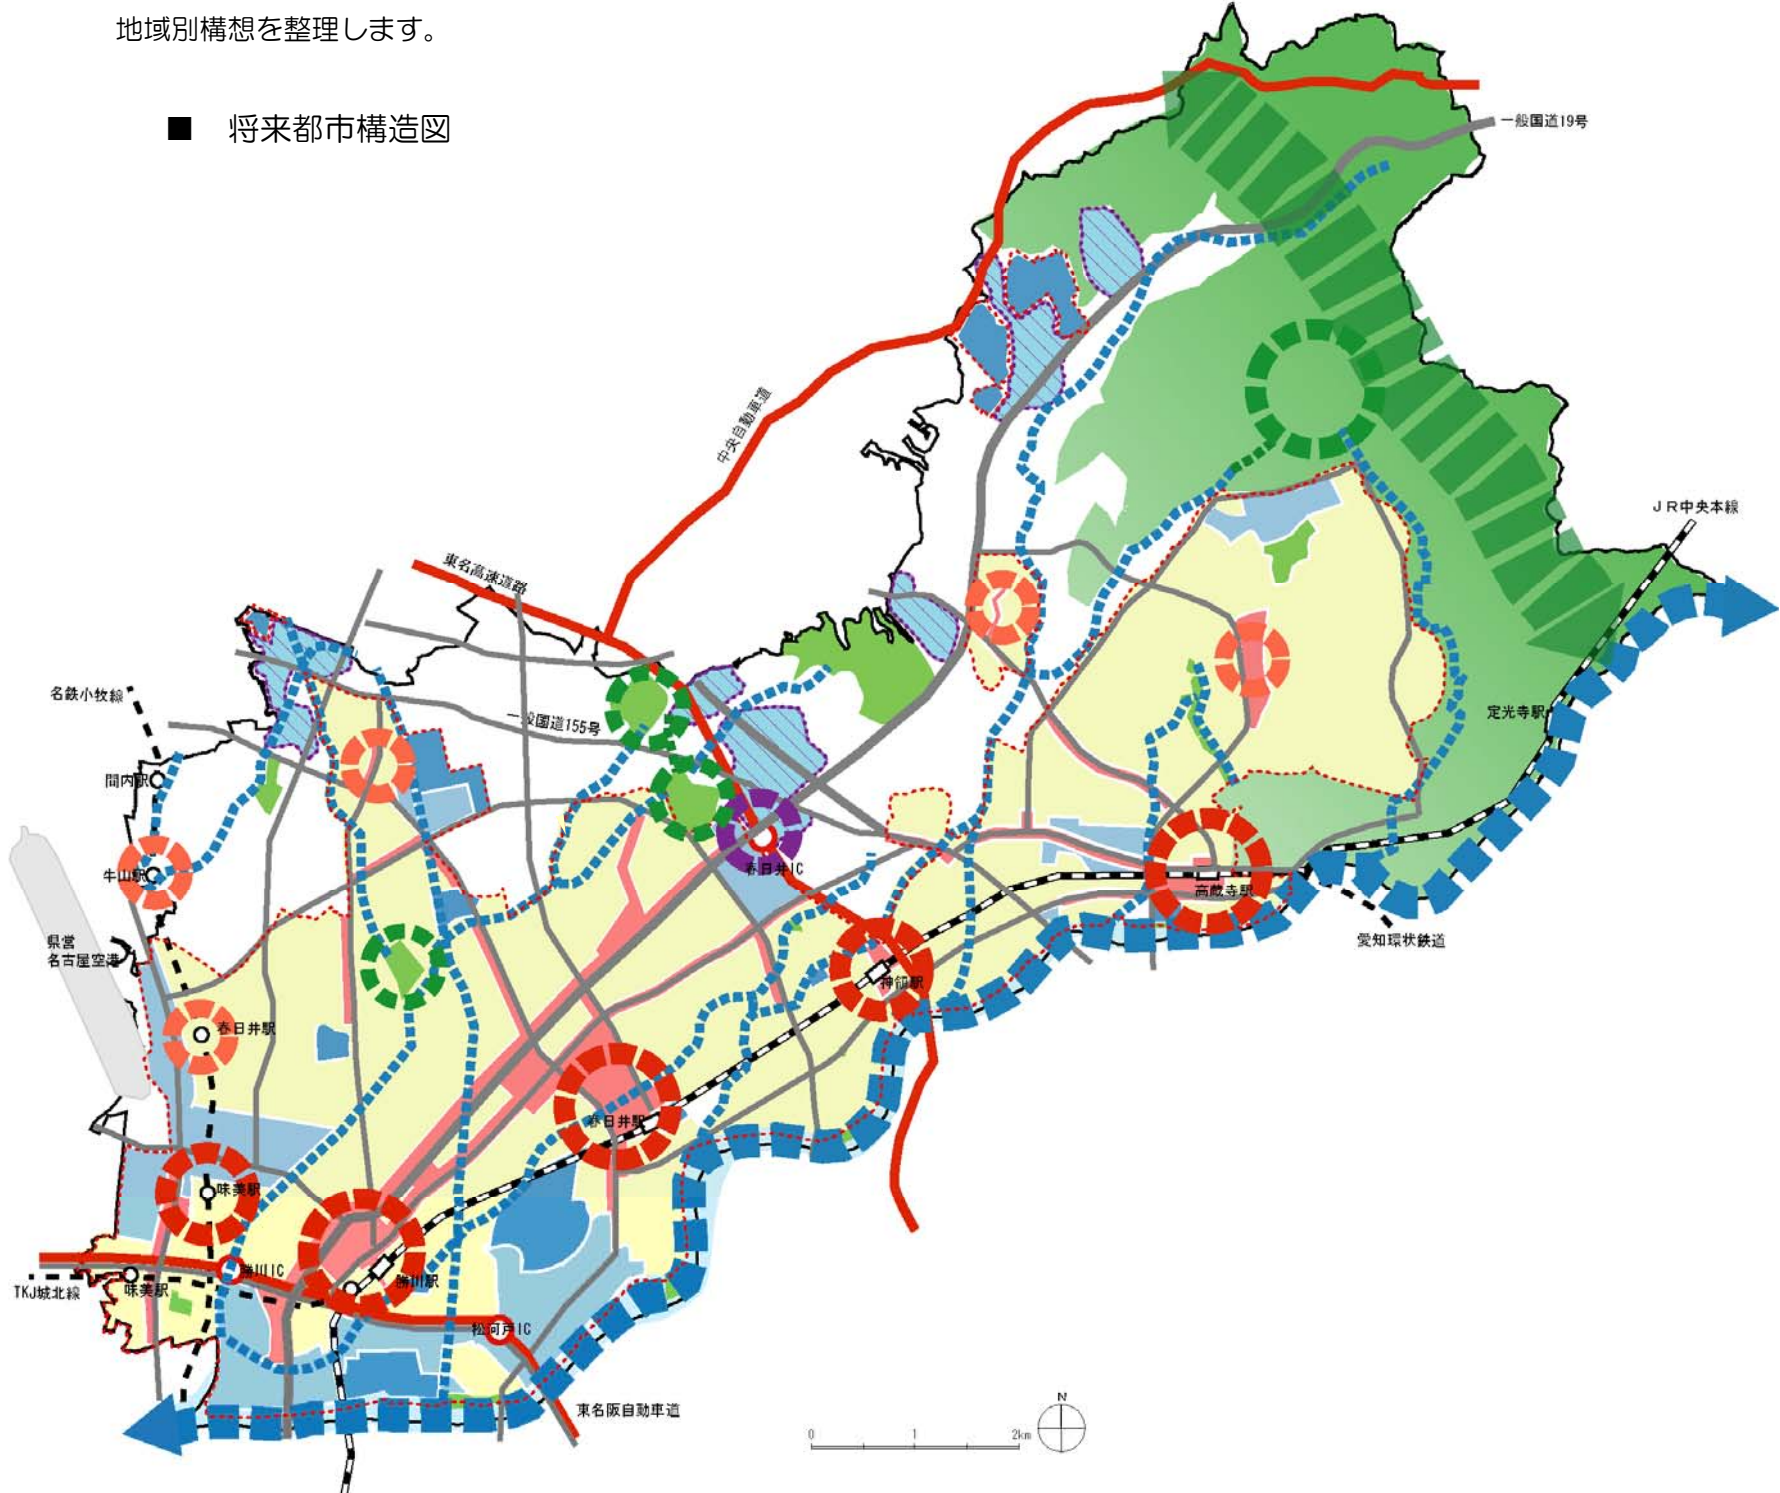 地域別構想を整理します。
■ 将来都市構造図
一般国道19号
中央自動車道
JR中央本線
東名高速道路
名鉄小牧線
一般国道155号
定光寺駅
間内駅
牛山駅
春日井IC
高蔵寺駅
県営
名古屋空港
愛知環状鉄道
神領駅
春日井駅
春日井駅
味美駅
勝川IC
勝川駅
TKJ城北線
味美駅
松河戸IC
東名阪自動車道
N
0 1 2km